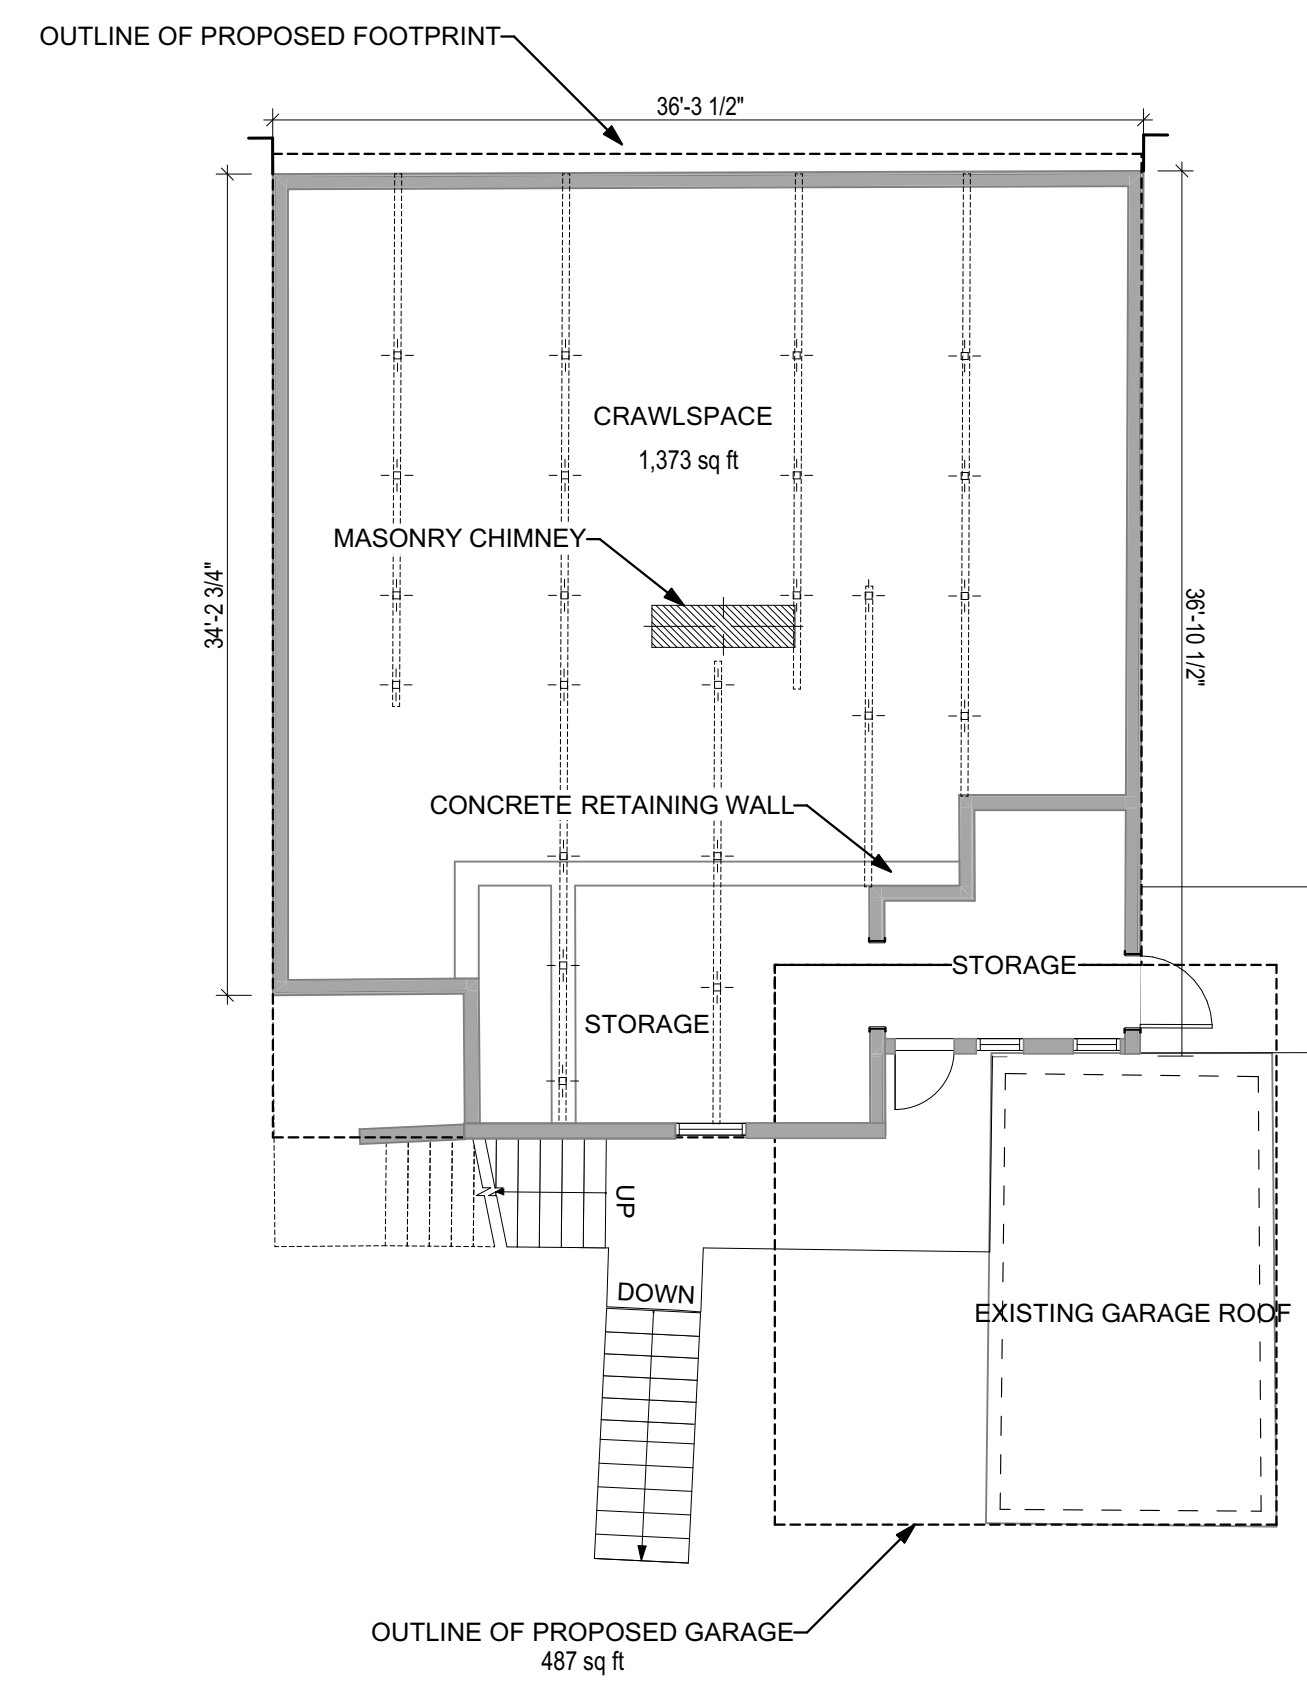 OUTLINE OF PROPOSED FOOTPRINT
36'-3 1/2"
CRAWLSPACE
1,373 sq ft
MASONRY CHIMNEY
34'-2 3/4"
36'-10 1/2"
CONCRETE RETAINING WALL
STORAGE
STORAGE
UP
DOWN
EXISTING GARAGE ROOF
OUTLINE OF PROPOSED GARAGE
487 sq ft